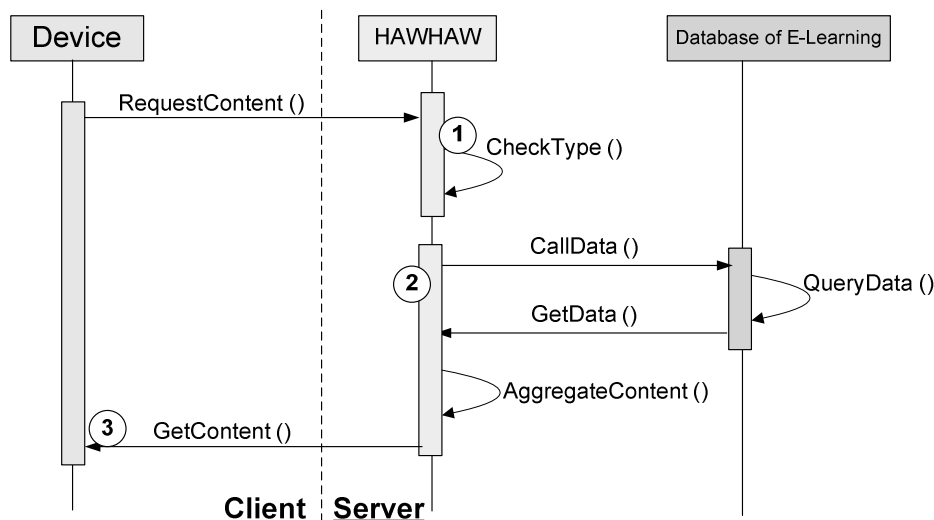 Device
HAWHAW
Database of E-Learning
RequestContent ()
1
CheckType ()
CallData ()
2
QueryData ()
GetData ()
AggregateContent ()
3
GetContent ()
Client
Server